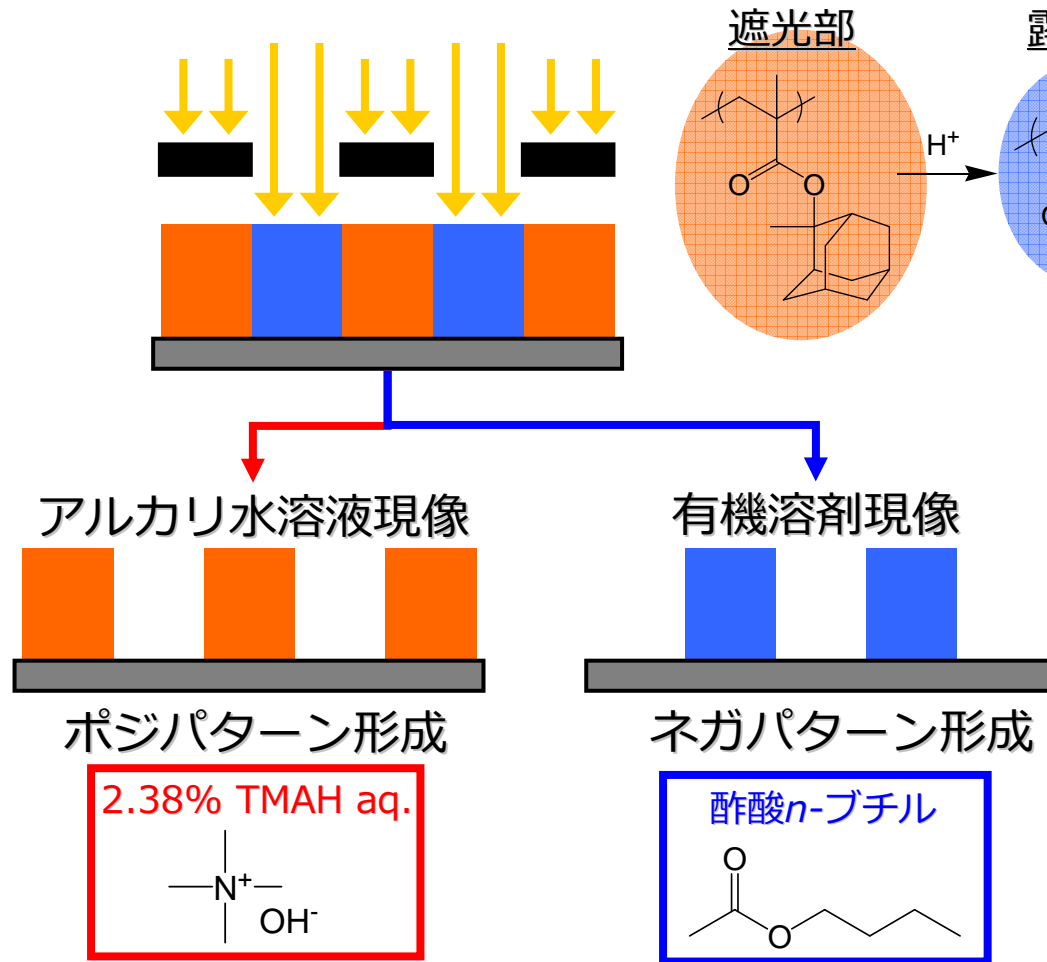 遮光部
H⁺
O
O
アルカリ水溶液現像
有機溶剤現像
ポジパターン形成
ネガパターン形成
2.38% TMAH aq.
N⁺
OH⁻
酢酸n-ブチル
O
O